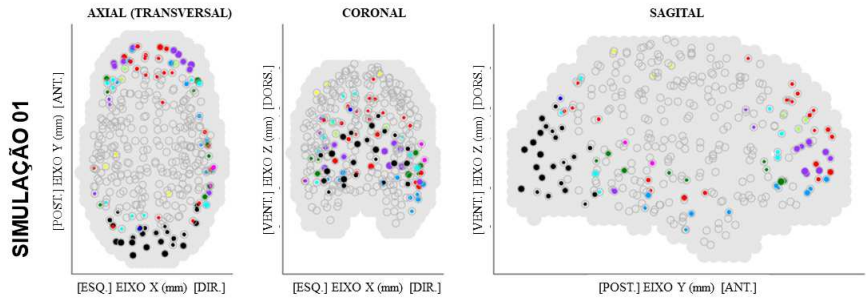 AXIAL (TRANSVERSAL)
CORONAL
SAGITAL
SIMULAÇÃO 01
[POST.] EIXO Y (mm) [ANT.]
[VENT.] EIXO Z (mm) [DORS.]
[VENT.] EIXO Z (mm) [DORS.]
[ESQ.] EIXO X (mm) [DIR.]
[ESQ.] EIXO X (mm) [DIR.]
[POST.] EIXO Y (mm) [ANT.]